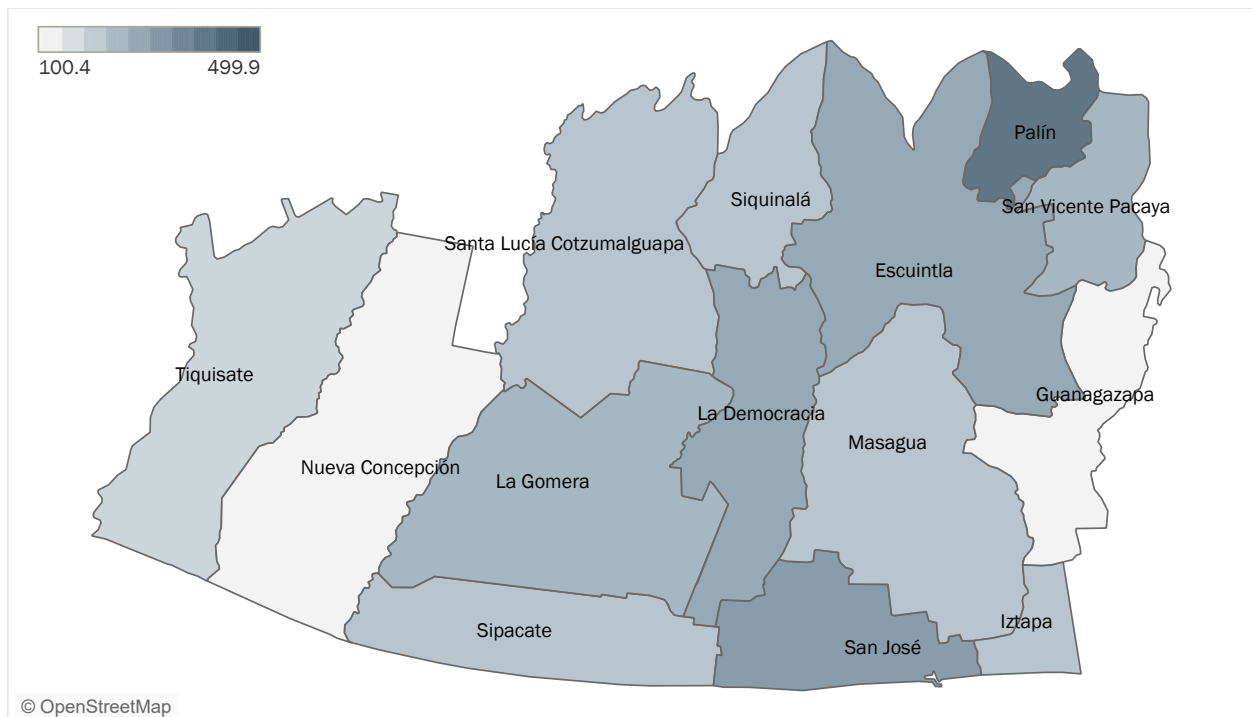 100.4 499.9
Palín
Siquinalá
San Vicente Pacaya
Santa Lucía Cotzumalguapa
Escuintla
Tiquisate
Guanagazapa
La Democracia
Masagua
Nueva Concepción
La Gomera
Iztapa
Sipacate
San José
© OpenStreetMap